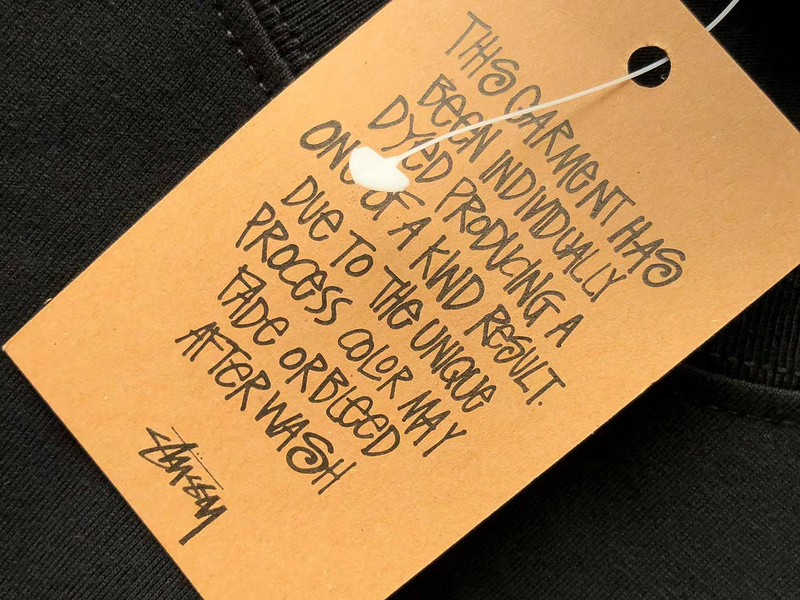 THIS GARMENT HAS
BEEN INDIVIDUALLY
DYED PRODUCING A
ONE OF A KIND RESULT.
DUE TO THE UNIQUE
PROCESS COLOR MAY
FADE OR BLEED
AFTER WASH
STÜSSY